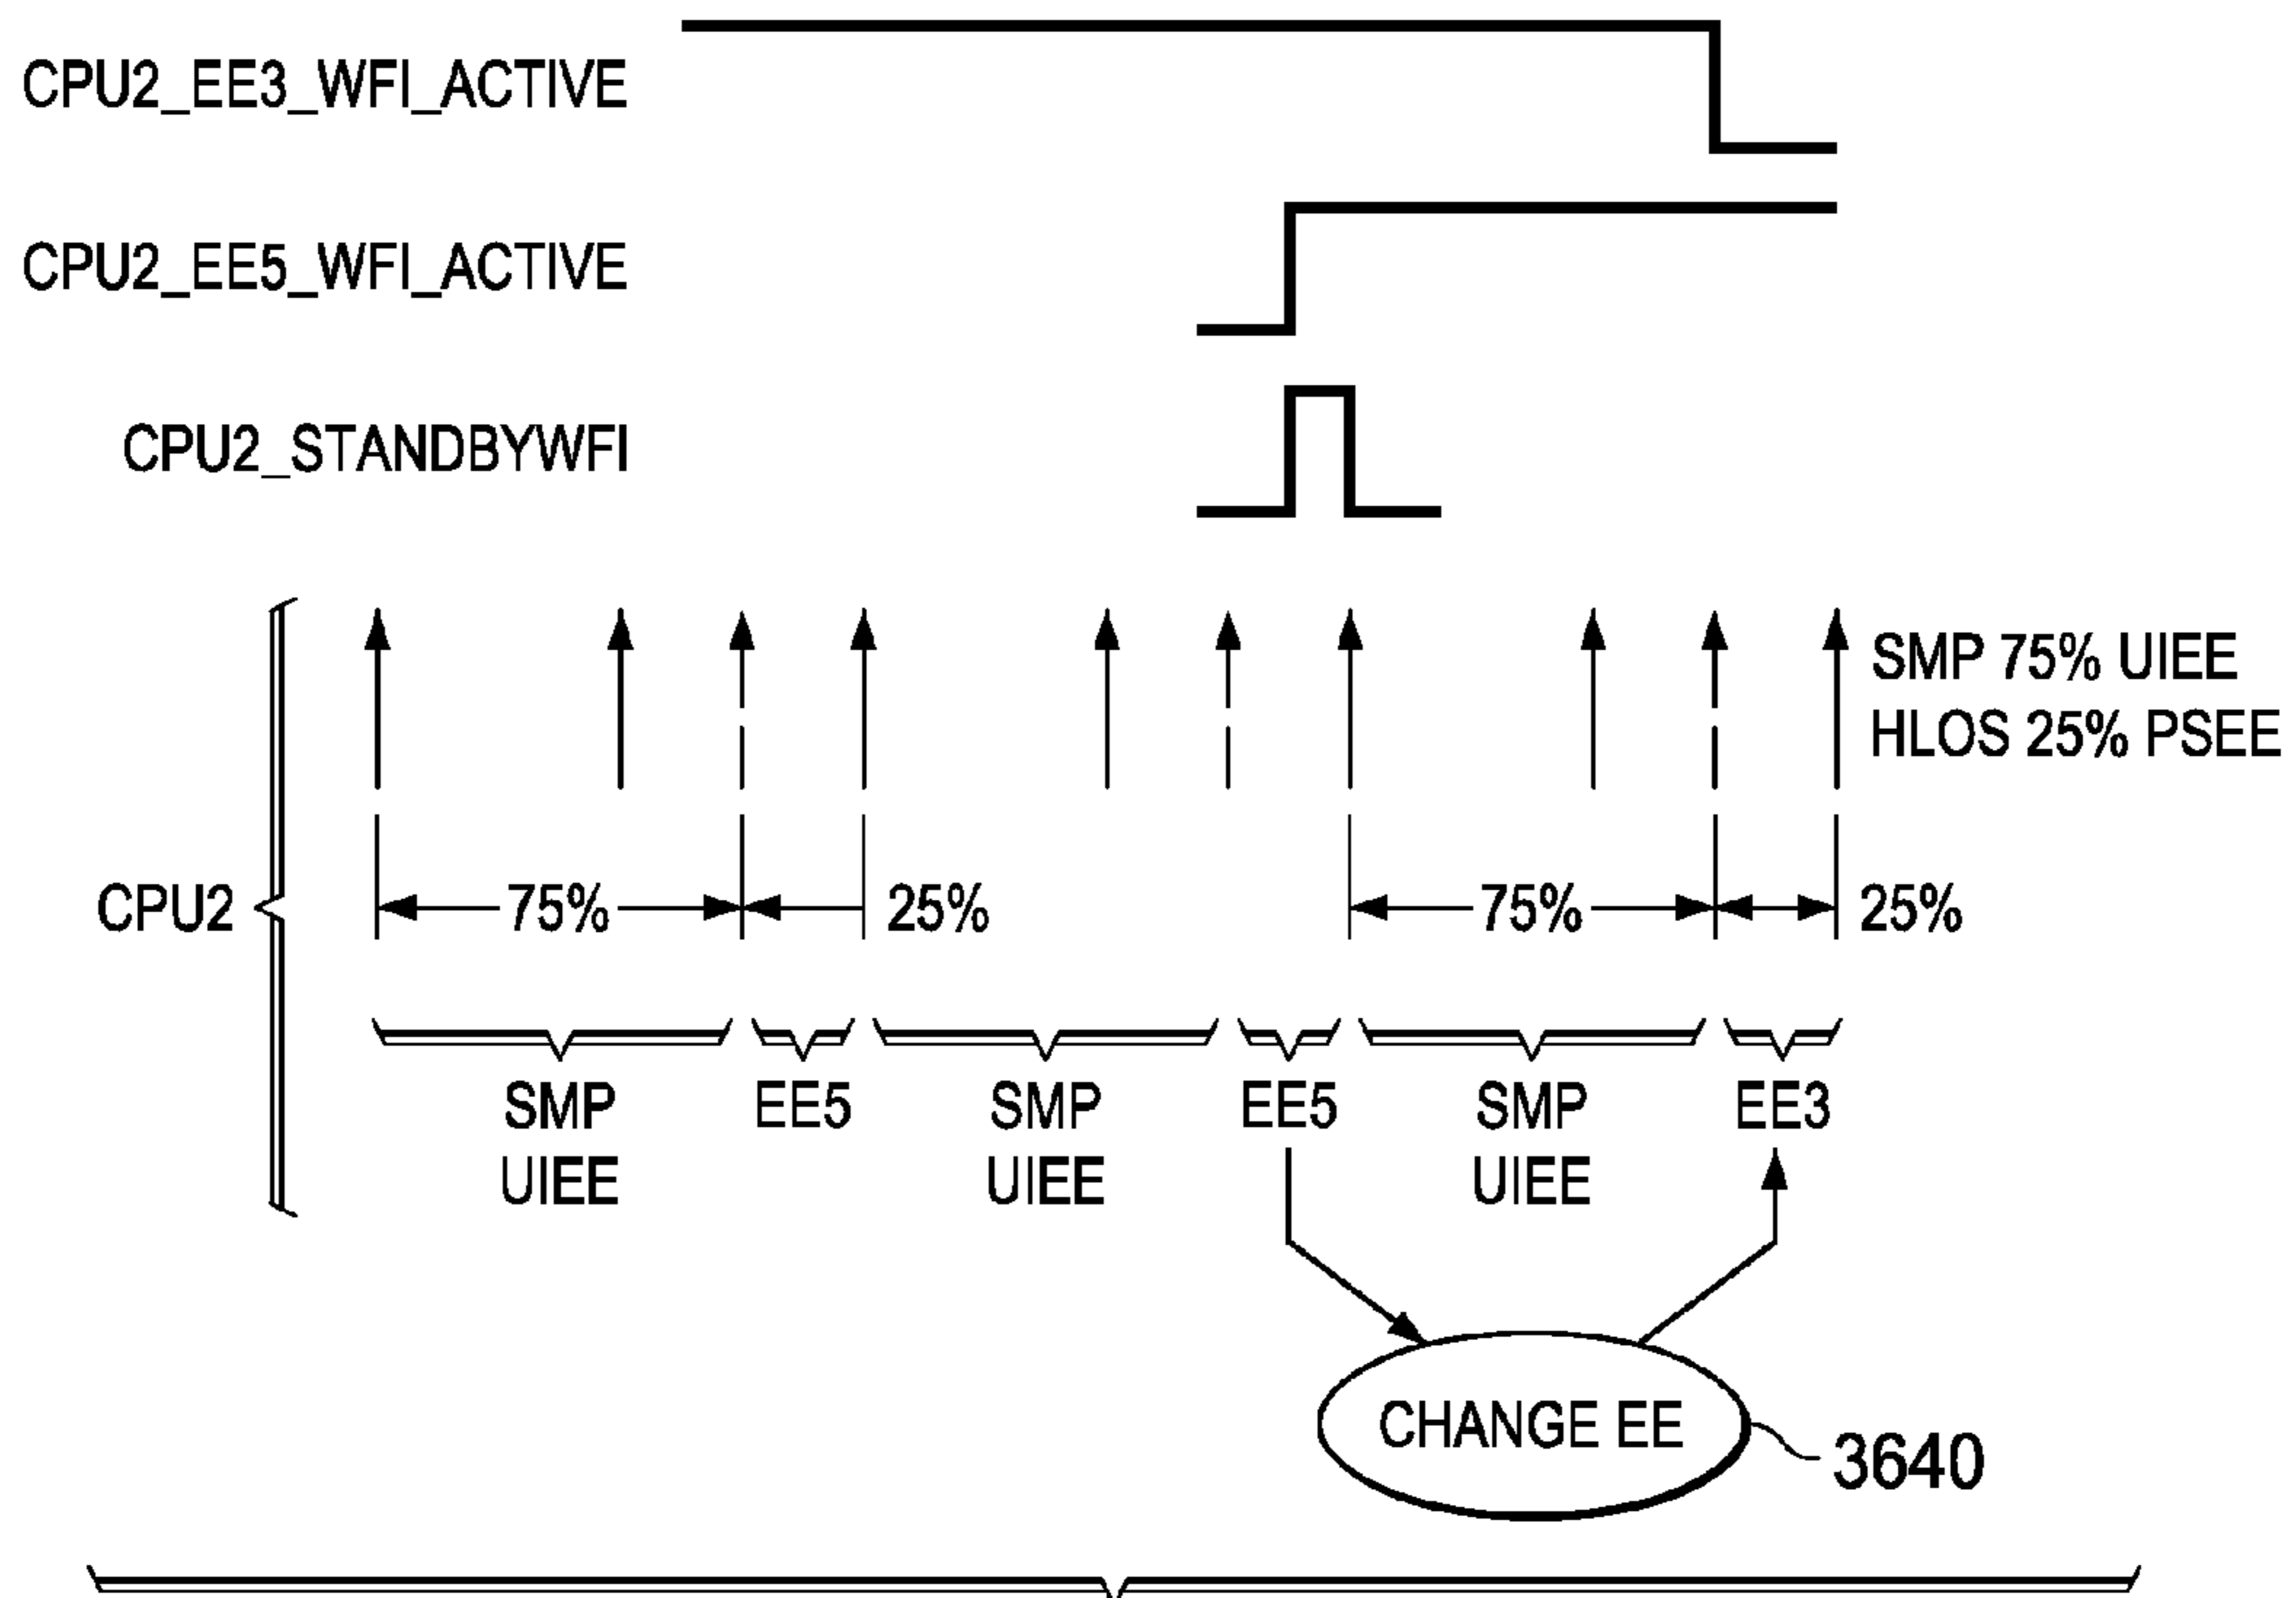 CPU2_EE3_WFI_ACTIVE
CPU2_EE5_WFI_ACTIVE
CPU2_STANDBYWFI
SMP 75% UIEE
HLOS 25% PSEE
CPU2
75%
25%
75%
25%
SMP
UIEE
EE5
SMP
UIEE
EE5
SMP
UIEE
EE3
CHANGE EE
3640